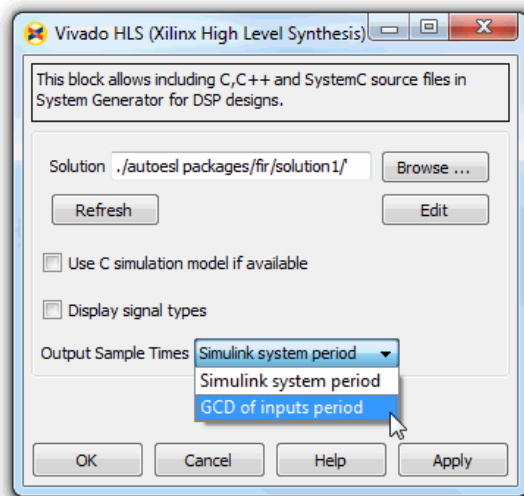 Vivado HLS (Xilinx High Level Synthesis)
This block allows including C,C++ and SystemC source files in
System Generator for DSP designs.
Solution ./autoesl packages/fir/solution1/' Browse ...
Refresh Edit
Use C simulation model if available
Display signal types
Output Sample Times Simulink system period
Simulink system period
GCD of inputs period
OK Cancel Help Apply